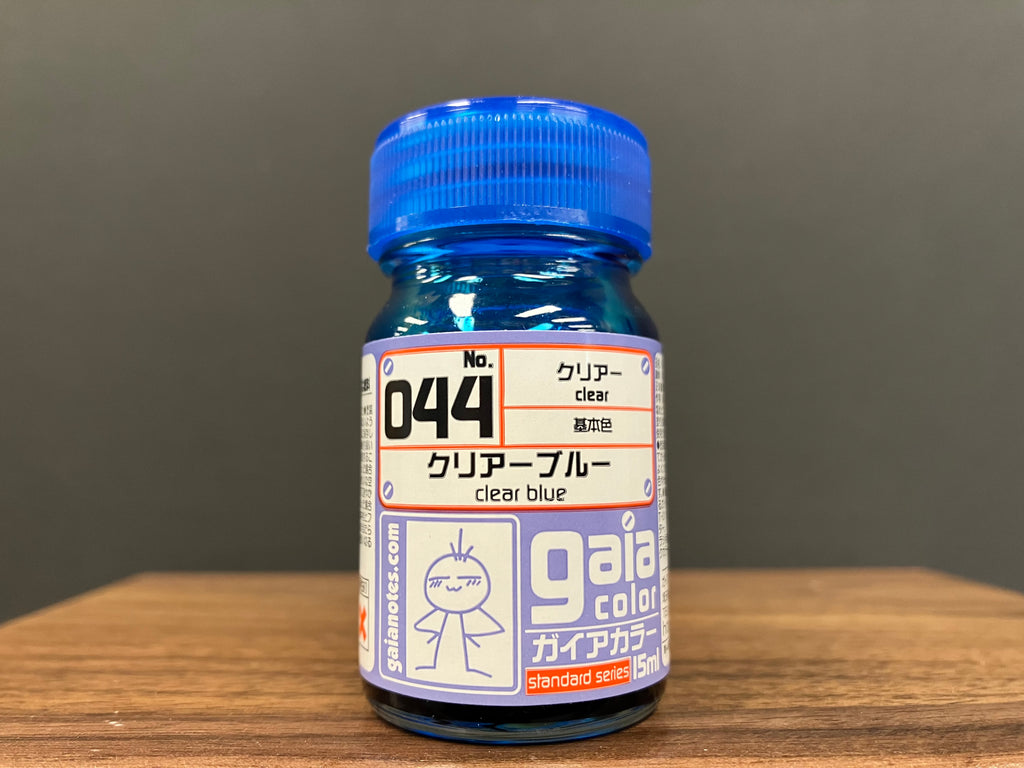 No.
044
クリアー
clear
基本色
クリアーブルー
clear blue
gaianotes.com
gaia
color
ガイアカラー
standard series
15ml